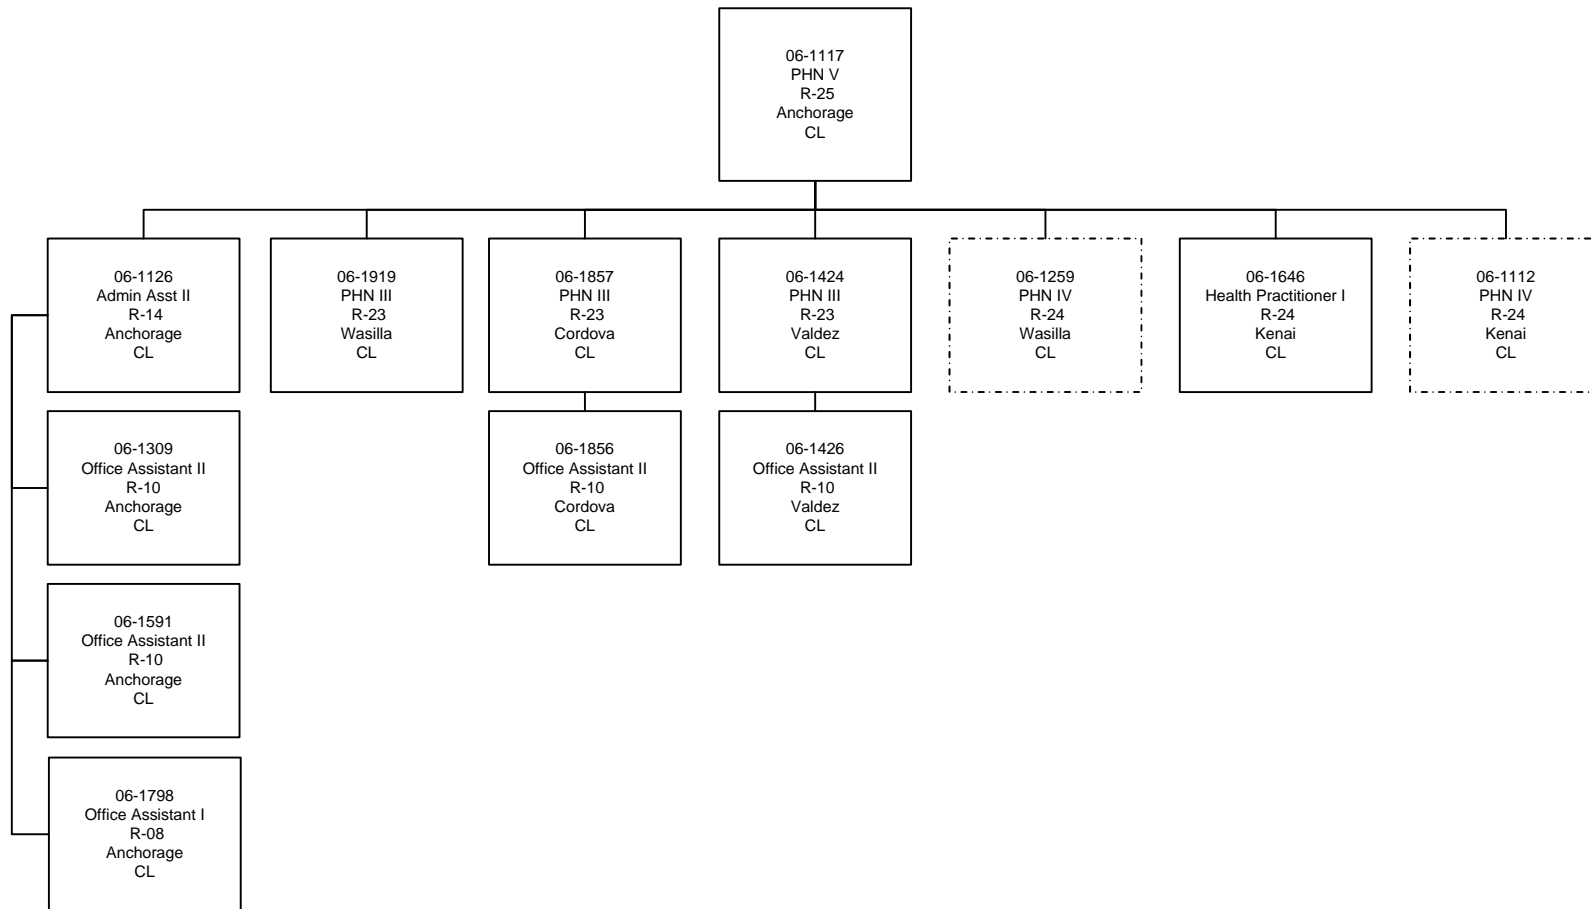 06-1117
PHN V
R-25
Anchorage
CL
06-1126
Admin Asst II
R-14
Anchorage
CL
06-1919
PHN III
R-23
Wasilla
CL
06-1857
PHN III
R-23
Cordova
CL
06-1424
PHN III
R-23
Valdez
CL
06-1259
PHN IV
R-24
Wasilla
CL
06-1646
Health Practitioner I
R-24
Kenai
CL
06-1112
PHN IV
R-24
Kenai
CL
06-1309
Office Assistant II
R-10
Anchorage
CL
06-1856
Office Assistant II
R-10
Cordova
CL
06-1426
Office Assistant II
R-10
Valdez
CL
06-1591
Office Assistant II
R-10
Anchorage
CL
06-1798
Office Assistant I
R-08
Anchorage
CL